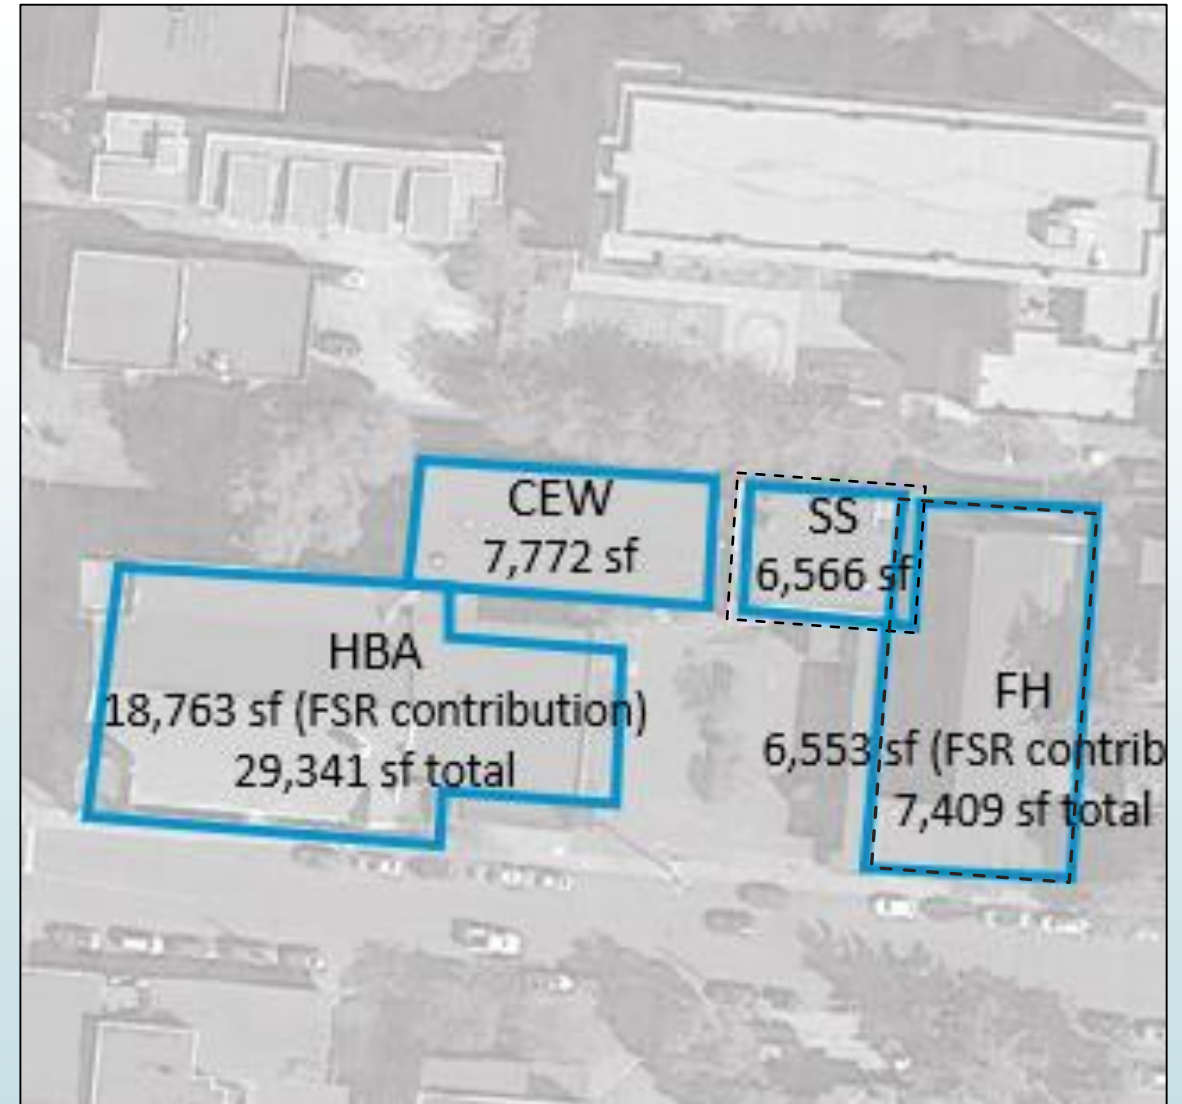 CEW
7,772 sf
SS
6,566 sf
HBA
18,763 sf (FSR contribution)
29,341 sf total
FH
6,553 sf (FSR contrib
7,409 sf total